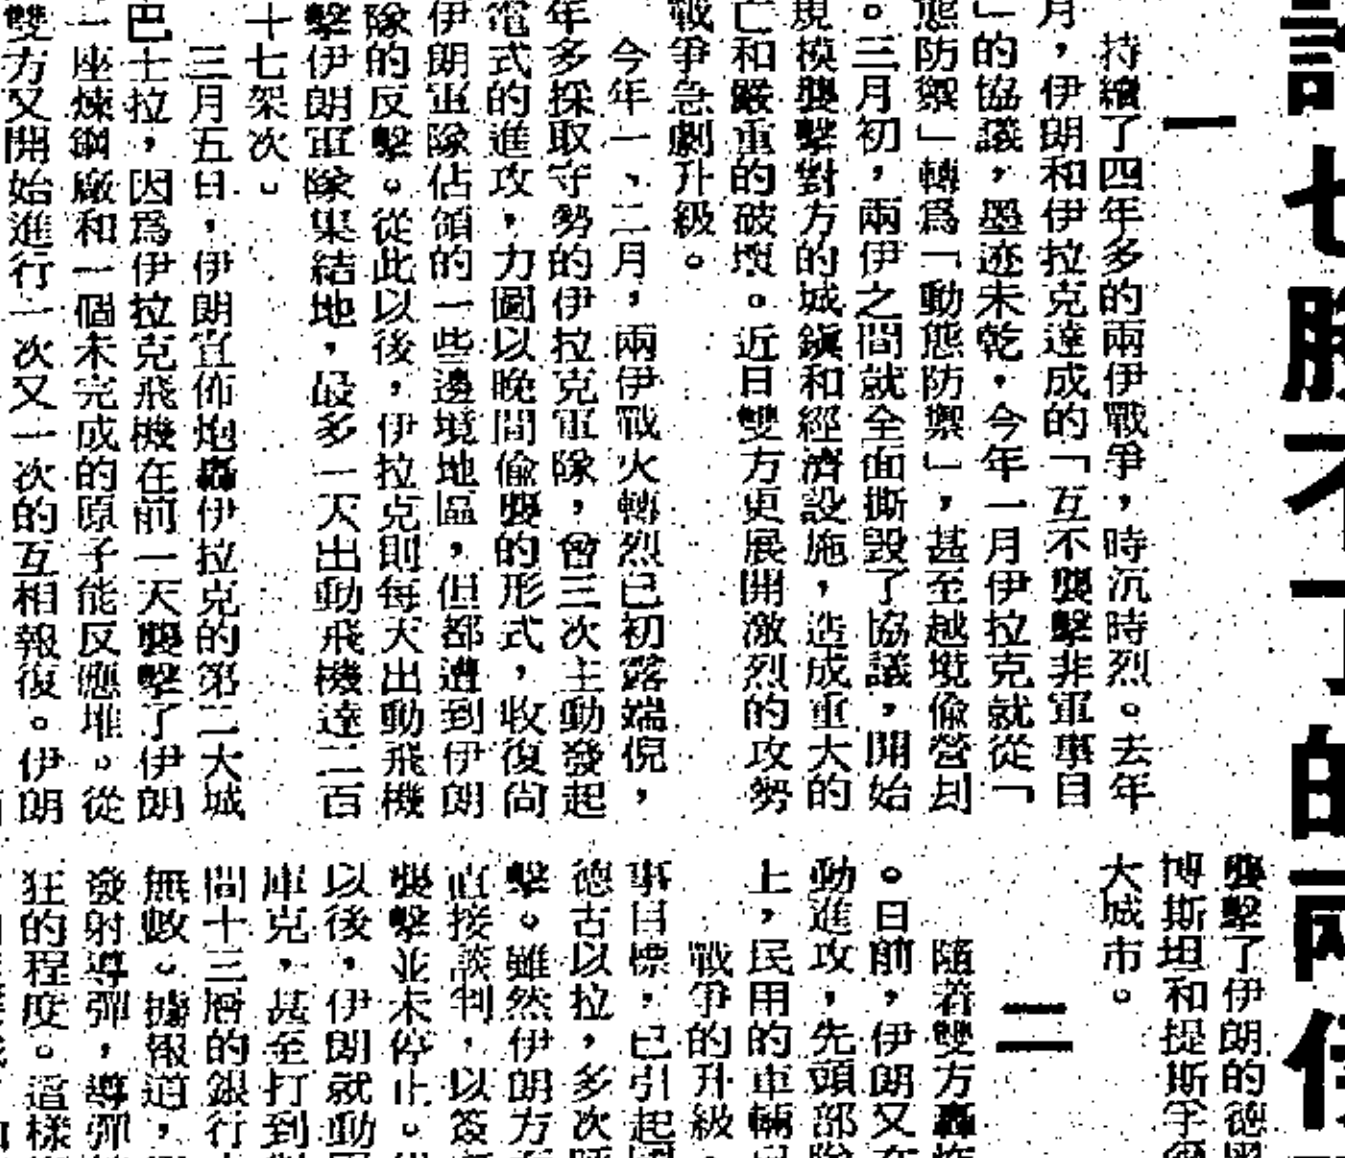 七勝不了的兩伊
一
持續了四年多的兩伊戰爭，時沉時烈。去年
月，伊朗和伊拉克達成的「互不襲擊非軍事目
」的協議，墨迹未乾，今年一月伊拉克就從「
態防禦」轉爲「動態防禦」，甚至越境偷營刦
。三月初，兩伊之間就全面撕毀了協議，開始
規模襲擊對方的城鎭和經濟設施，造成重大的
亡和嚴重的破壞。近日雙方更展開激烈的攻勢
戰爭急劇升級。
今年一、二月，兩伊戰火轉烈已初露端倪，
年多採取守勢的伊拉克軍隊，曾三次主動發起
電式的進攻，力圖以晚間偷襲的形式，收復尙
伊朗軍隊佔領的一些邊境地區，但都遭到伊朗
隊的反擊。從此以後，伊拉克則每天出動飛機
擊伊朗軍隊集結地，最多一天出動飛機達二百
十七架次。
三月五日，伊朗宣佈炮轟伊拉克的第二大城
巴士拉，因爲伊拉克飛機在前一天襲擊了伊朗
一座煉鋼廠和一個未完成的原子能反應堆。從
雙方又開始進行一次又一次的互相報復。伊朗
襲擊了伊朗的德黑
博斯坦和提斯孚爾
大城市。
二
隨着雙方轟炸
。日前，伊朗又在
動進攻，先頭部隊
上，民用的車輛
戰爭的升級，
事目標，已引起國
德古以拉，多次呼
擊。雖然伊朗方
直接談判，以簽
襲擊並未停止。
以後，伊朗就動
庫克，甚至打到
間十三層的銀行
無數。據報道，
發射導彈，導彈
狂的程度。這樣